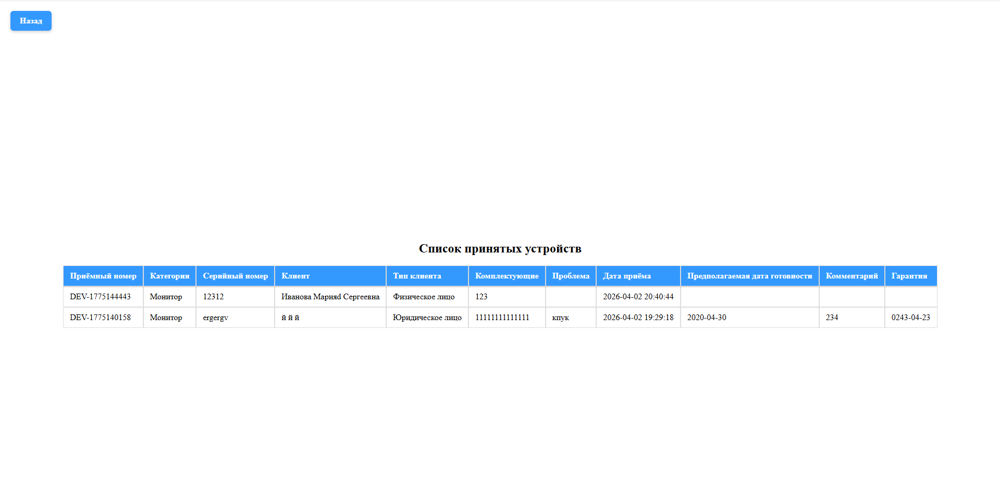 Назад
Список принятых устройств
Приёмный номер Категория Серийный номер Клиент Тип клиента Комплектующие Проблема Дата приёма Предполагаемая дата готовности Комментарий Гарантия
DEV-1775144443 Монитор 12312 Иванова Марияd Сергеевна Физическое лицо 123 2026-04-02 20:40:44
DEV-1775140158 Монитор ergergv й й й Юридическое лицо 11111111111111 кпук 2026-04-02 19:29:18 2020-04-30 234 0243-04-23